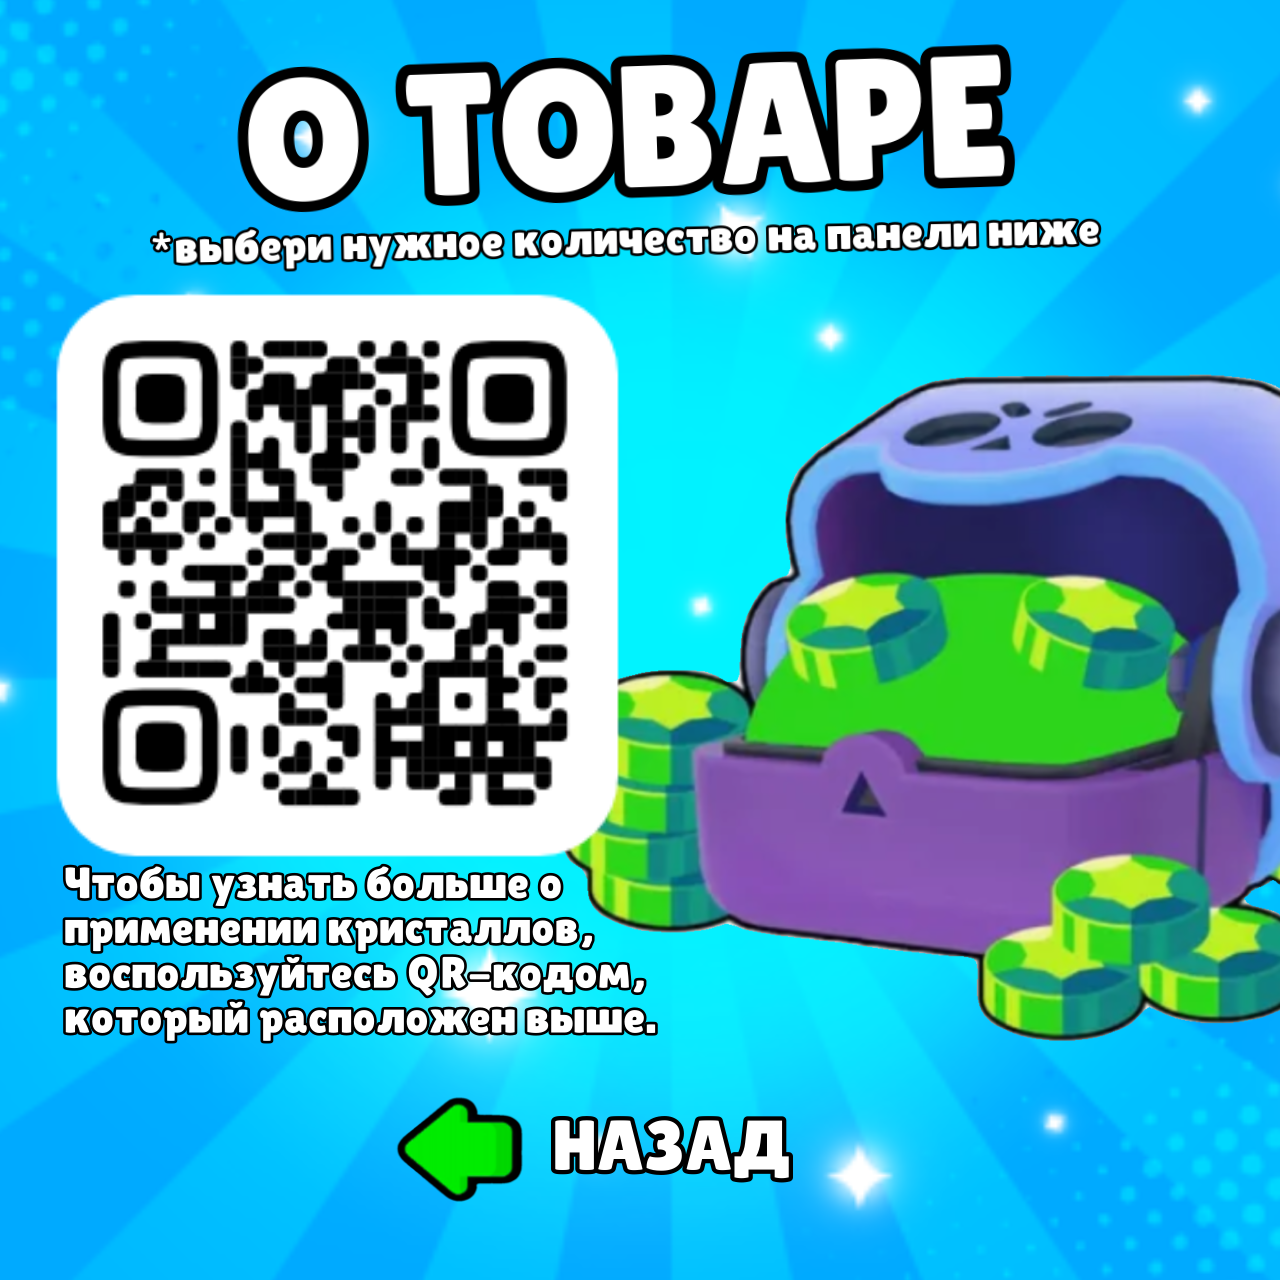 О ТОВАРЕ
*выбери нужное количество на панели ниже
Чтобы узнать больше о
применении кристаллов,
воспользуйтесь QR-кодом,
который расположен выше.
НАЗАД